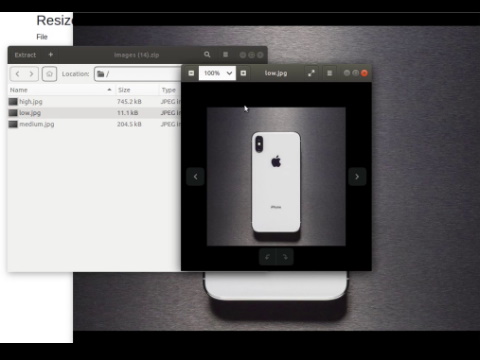 Resize
File
Extract
+
images (14).zip
Location:
/
Name
Size
Type
high.jpg
745.2 kB
JPEG i
low.jpg
11.1 kB
JPEG i
medium.jpg
204.5 kB
JPEG i
100%
low.jpg
iPhone